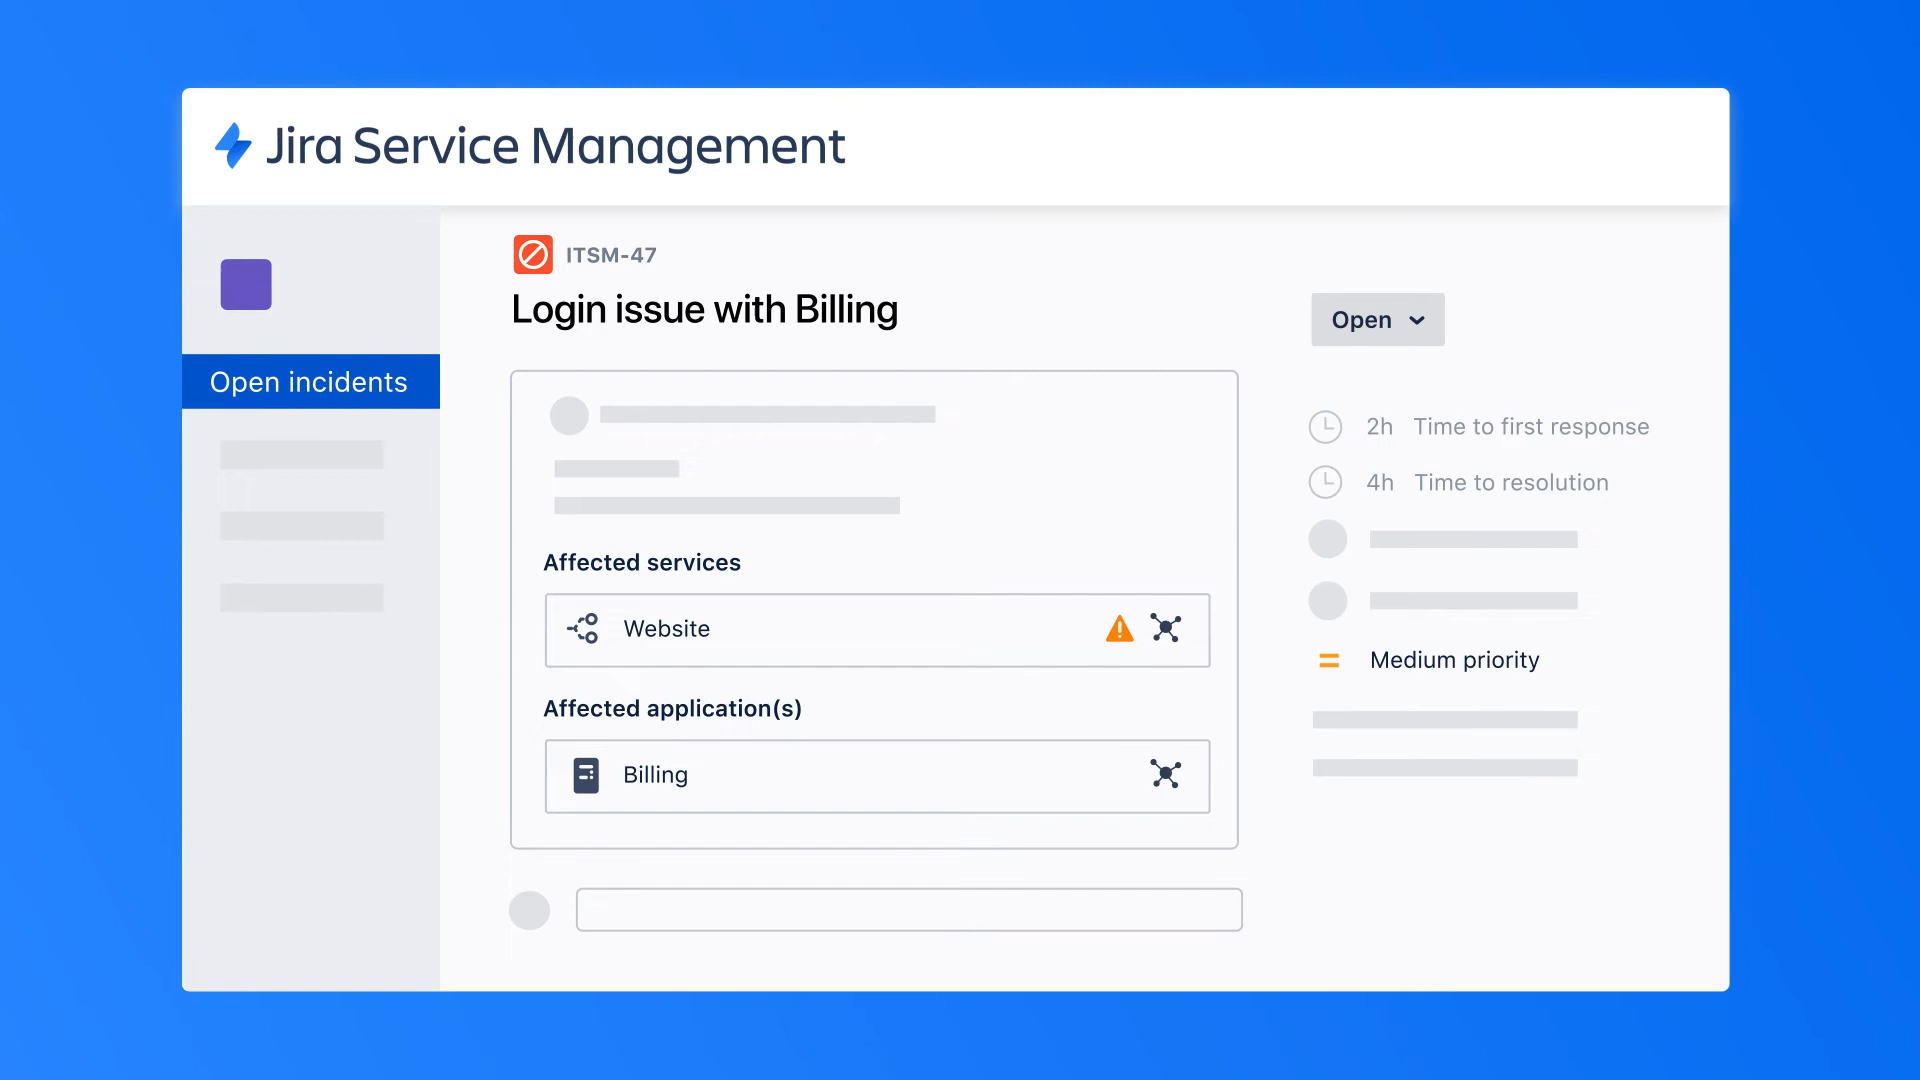 Jira Service Management
ITSM-47
Login issue with Billing
Open
Open incidents
2h Time to first response
4h Time to resolution
Affected services
Website
Medium priority
Affected application(s)
Billing